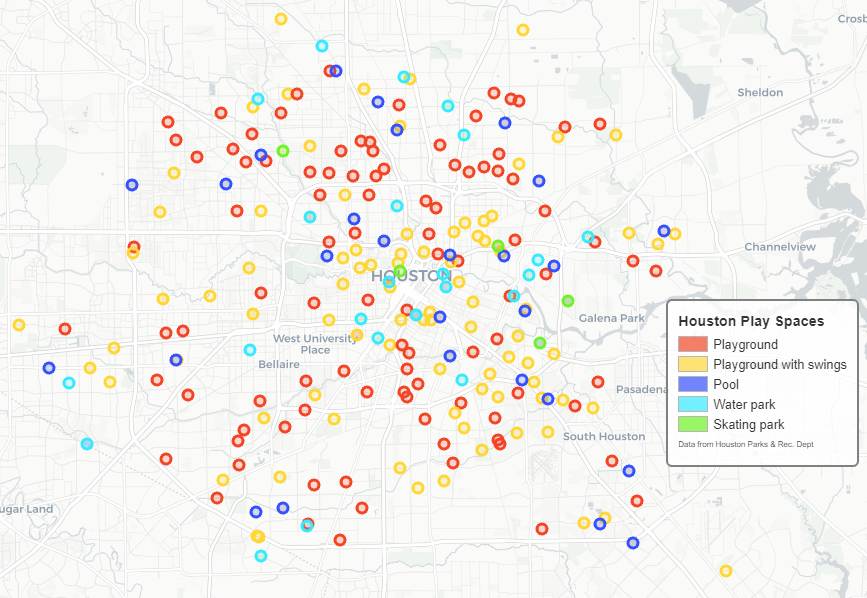 Crosb
Sheldon
Channelview
HOUSTON
Galena Park
West University
Place
Bellaire
Pasadena
South Houston
ugar Land
Houston Play Spaces
Playground
Playground with swings
Pool
Water park
Skating park
Data from Houston Parks & Rec. Dept